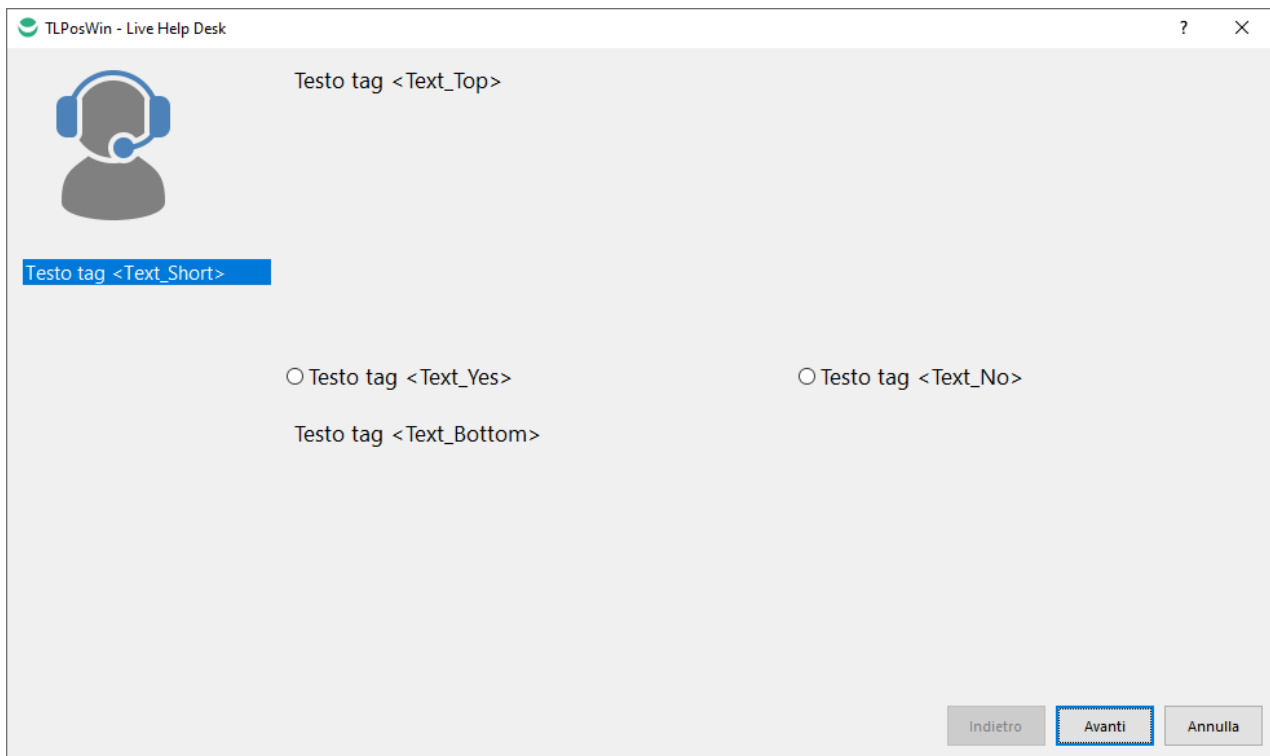 TLPosWin - Live Help Desk
?
Testo tag <Text_Top>
Testo tag <Text_Short>
Testo tag <Text_Yes>
Testo tag <Text_No>
Testo tag <Text_Bottom>
Indietro
Avanti
Annulla